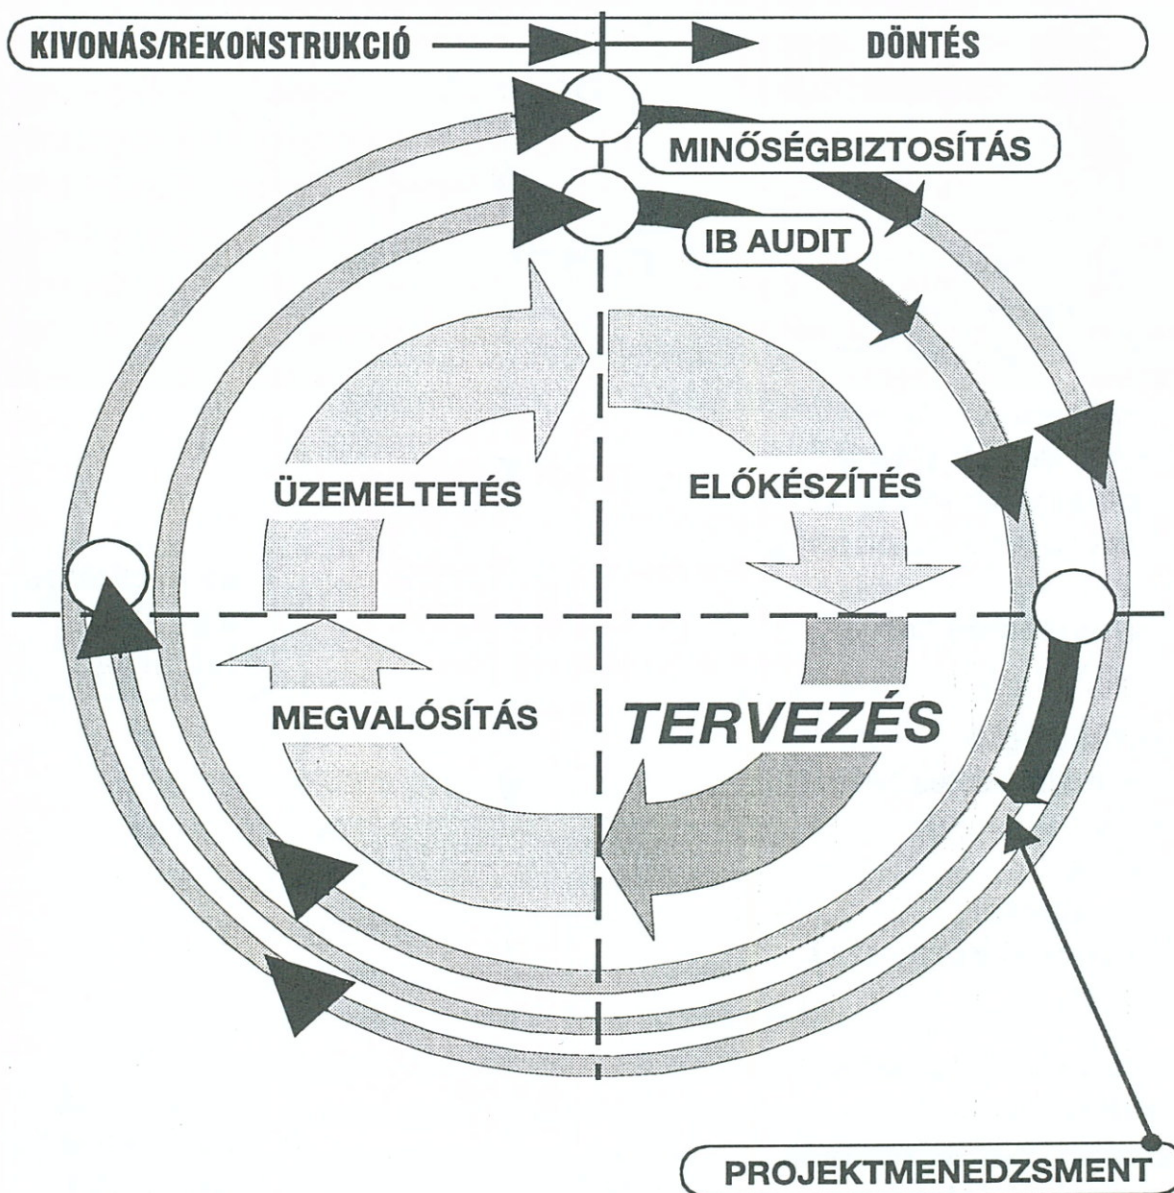 KIVONÁS/REKONSTRUKCIÓ DÖNTÉS
MINŐSÉGBIZTOSÍTÁS
IB AUDIT
ÜZEMELTETÉS ELŐKÉSZÍTÉS
MEGVALÓSÍTÁS TERVEZÉS
PROJEKTMENEDZSMENT